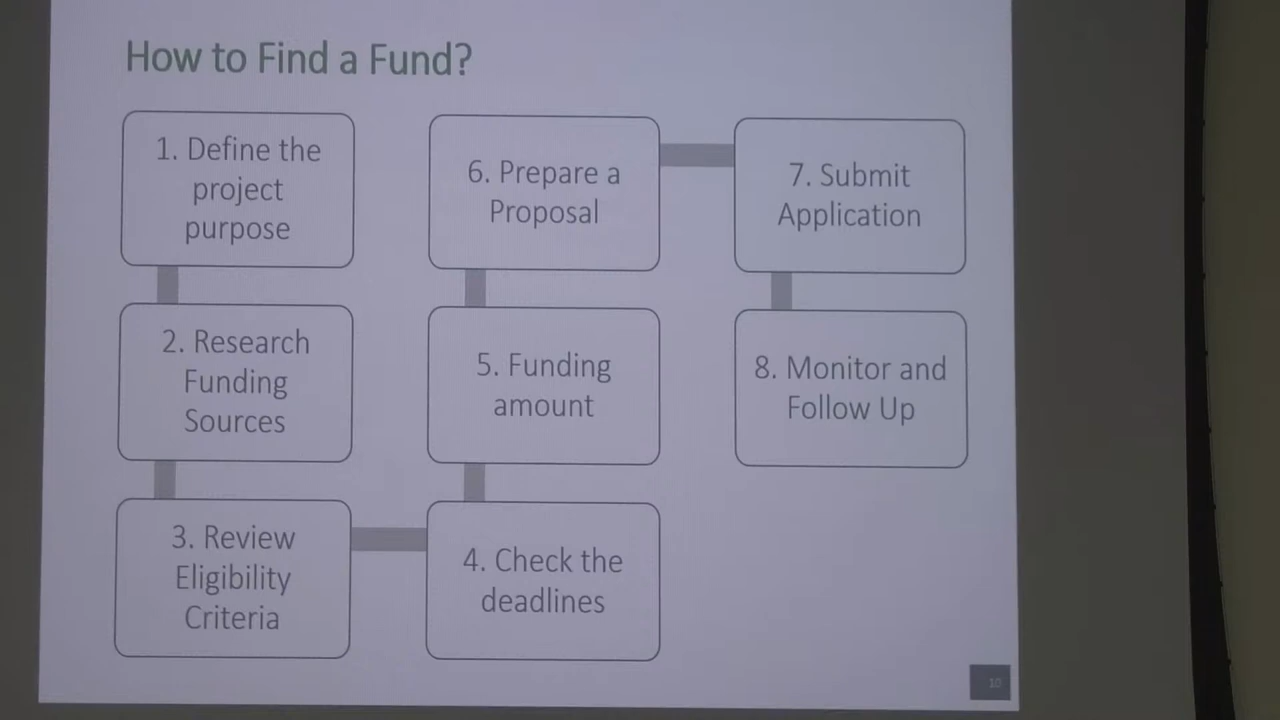 How to Find a Fund?
1. Define the
project
purpose
2. Research
Funding
Sources
3. Review
Eligibility
Criteria
4. Check the
deadlines
5. Funding
amount
6. Prepare a
Proposal
7. Submit
Application
8. Monitor and
Follow Up
10